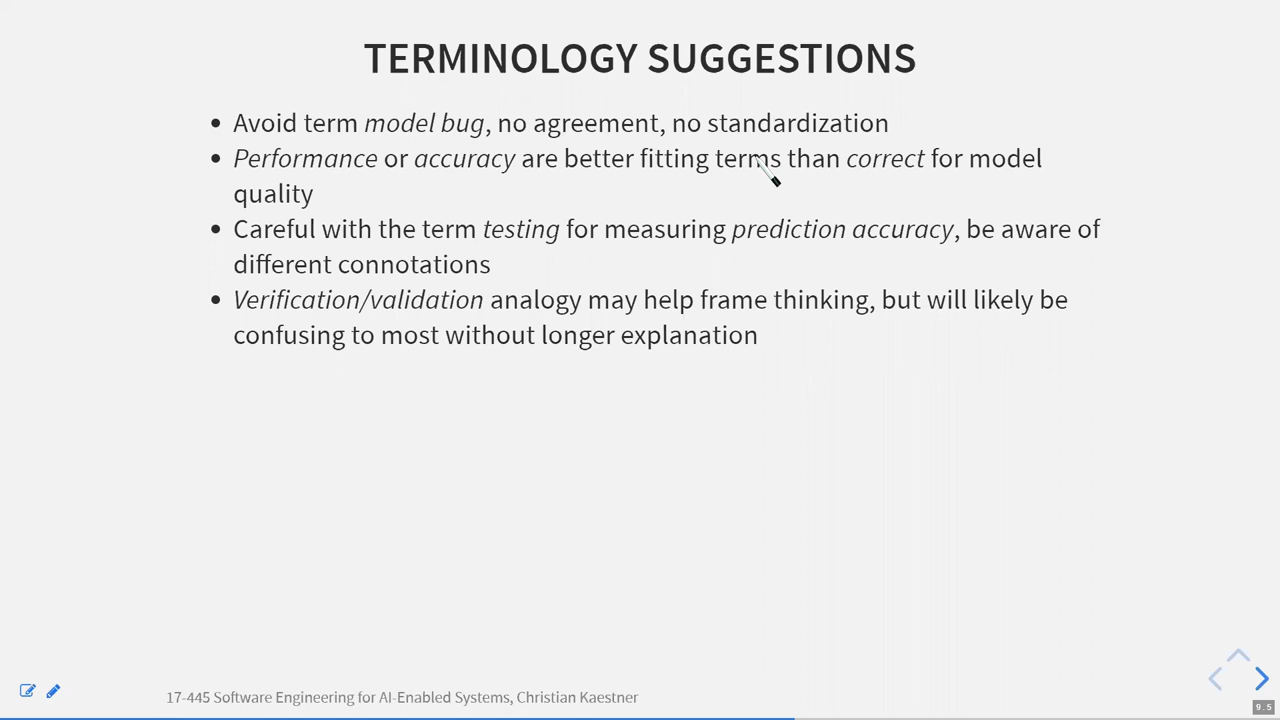 TERMINOLOGY SUGGESTIONS
• Avoid term model bug, no agreement, no standardization
• Performance or accuracy are better fitting terms than correct for model
quality
• Careful with the term testing for measuring prediction accuracy, be aware of
different connotations
• Verification/validation analogy may help frame thinking, but will likely be
confusing to most without longer explanation
17-445 Software Engineering for AI-Enabled Systems, Christian Kaestner
9.5